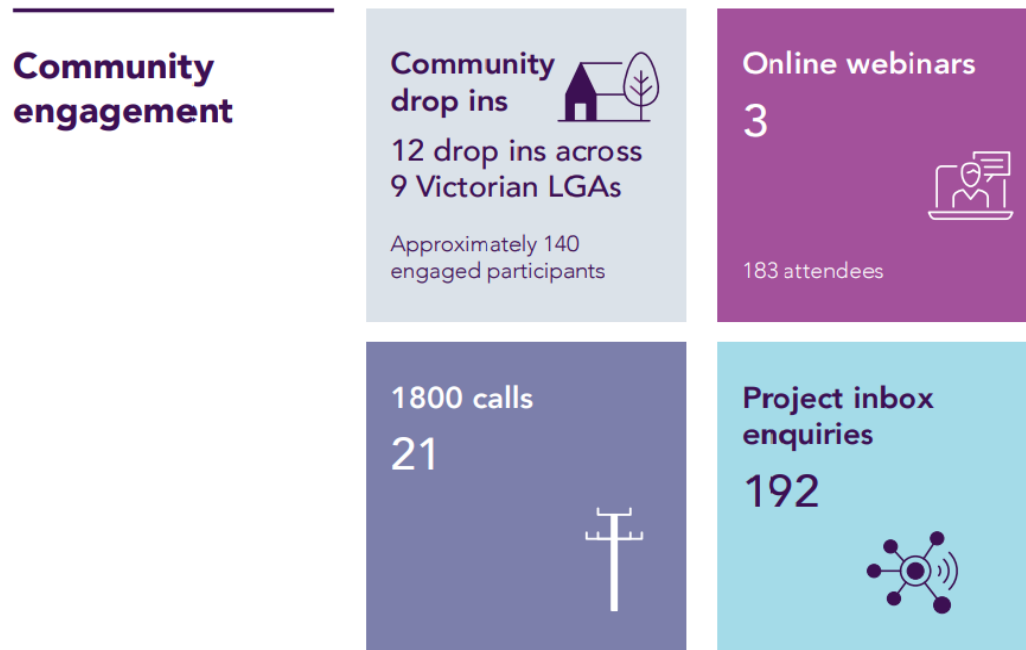 Community
engagement
Community
drop ins
12 drop ins across
9 Victorian LGAs
Approximately 140
engaged participants
Online webinars
3
183 attendees
1800 calls
21
Project inbox
enquiries
192